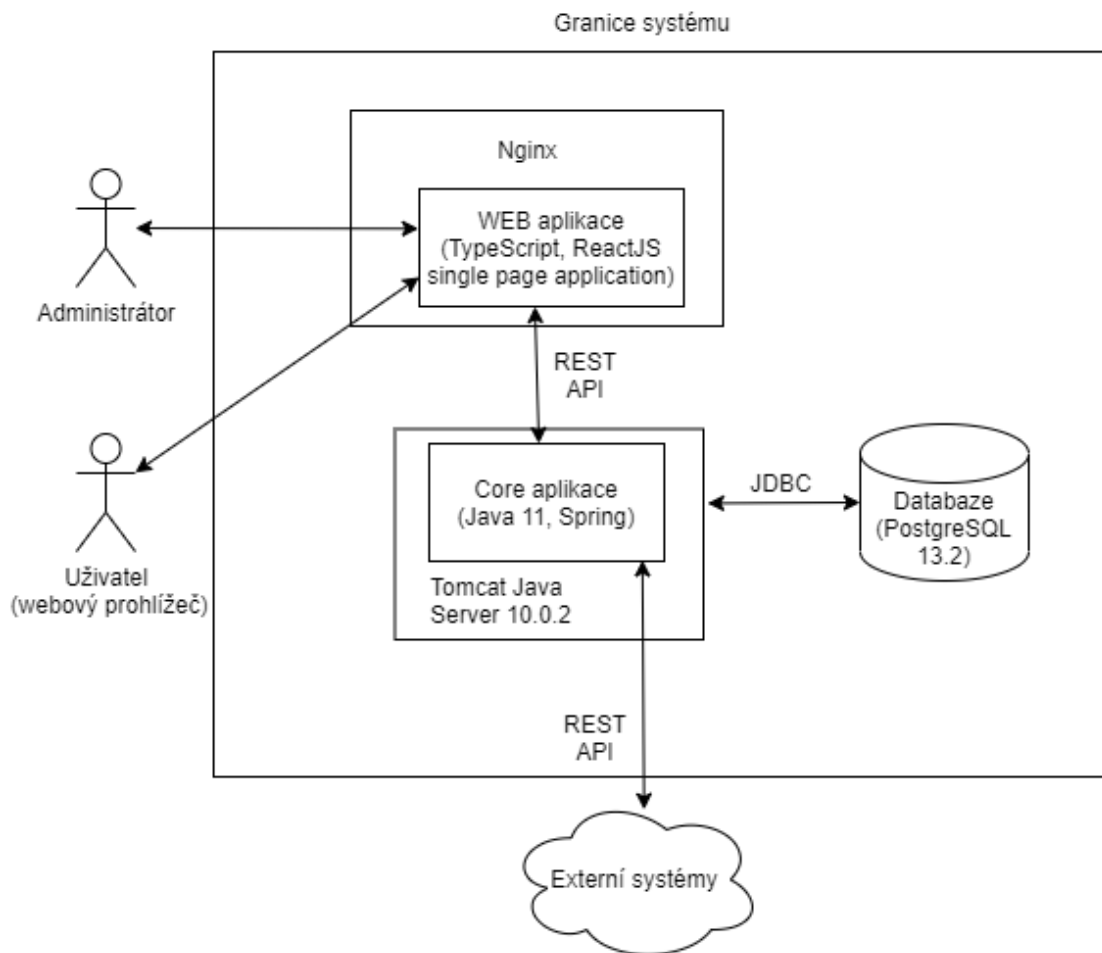 Granice systému
Nginx
WEB aplikace
(TypeScript, ReactJS
single page application)
Administrátor
REST
API
Core aplikace
(Java 11, Spring)
JDBC
Databaze
(PostgreSQL
13.2)
Tomcat Java
Server 10.0.2
Uživatel
(webový prohlížeč)
REST
API
Externí systémy